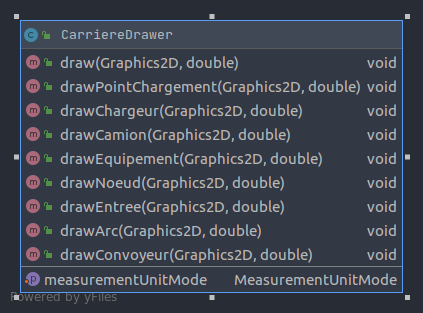 CarriereDrawer
draw(Graphics2D, double) void
drawPointChargement(Graphics2D, double) void
drawChargeur(Graphics2D, double) void
drawCamion(Graphics2D, double) void
drawEquipement(Graphics2D, double) void
drawNoeud(Graphics2D, double) void
drawEntree(Graphics2D, double) void
drawArc(Graphics2D, double) void
drawConvoyeur(Graphics2D, double) void
measurementUnitMode MeasurementUnitMode
Powered by yFiles